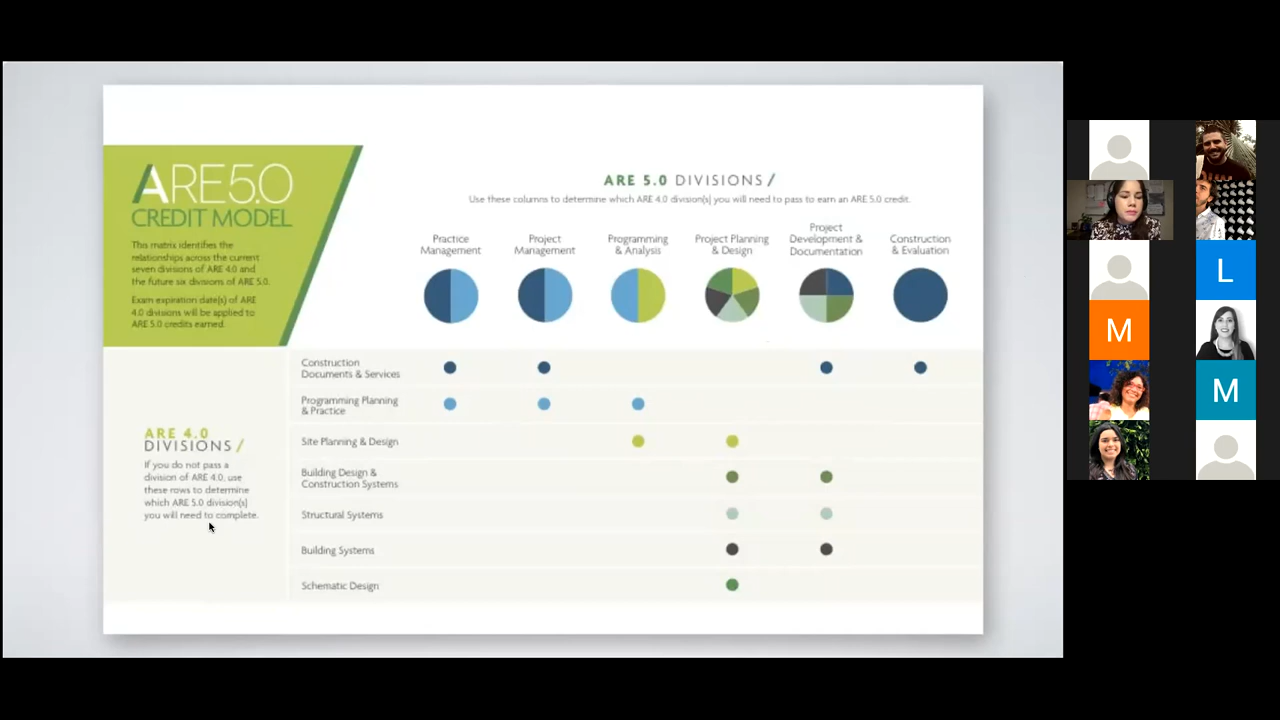 ARE5.0
CREDIT MODEL
This matrix identifies the
relationships across the current
seven divisions of ARE 4.0 and
the future six divisions of ARE 5.0.
Exam expiration date(s) of ARE
4.0 divisions will be applied to
ARE 5.0 credits earned.
ARE 5.0 DIVISIONS /
Use these columns to determine which ARE 4.0 division(s) you will need to pass to earn an ARE 5.0 credit.
Practice
Management
Project
Management
Programming
& Analysis
Project Planning
& Design
Project
Development &
Documentation
Construction
& Evaluation
ARE 4.0
DIVISIONS /
If you do not pass a
division of ARE 4.0, use
these rows to determine
which ARE 5.0 division(s)
you will need to complete.
Construction
Documents & Services
Programming Planning
& Practice
Site Planning & Design
Building Design &
Construction Systems
Structural Systems
Building Systems
Schematic Design
L
M
M